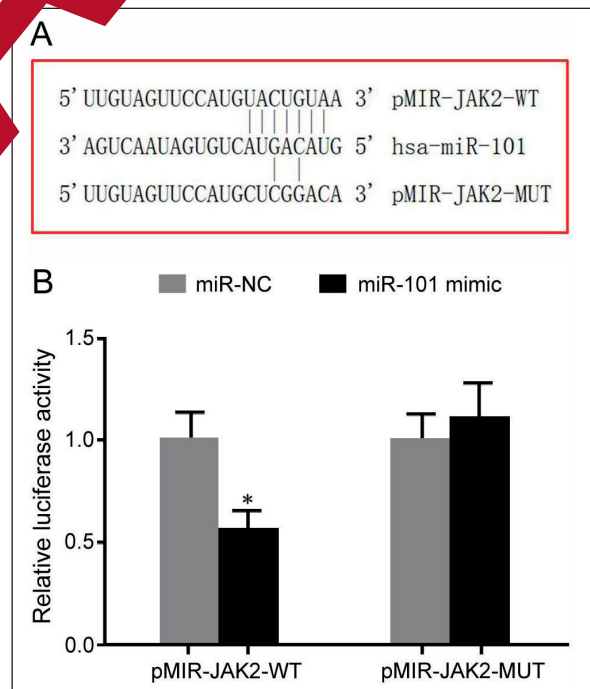 A
5' UUGUAGUUCCAUGUACUGUAA 3' pMIR-JAK2-WT
3' AGUCAAUAGUGUCAUGACAUG 5' hsa-miR-101
5' UUGUAGUUCCAUGCUCGGACA 3' pMIR-JAK2-MUT
B
miR-NC miR-101 mimic
Relative luciferase activity
1.5
1.0
0.5
0.0
*
pMIR-JAK2-WT pMIR-JAK2-MUT